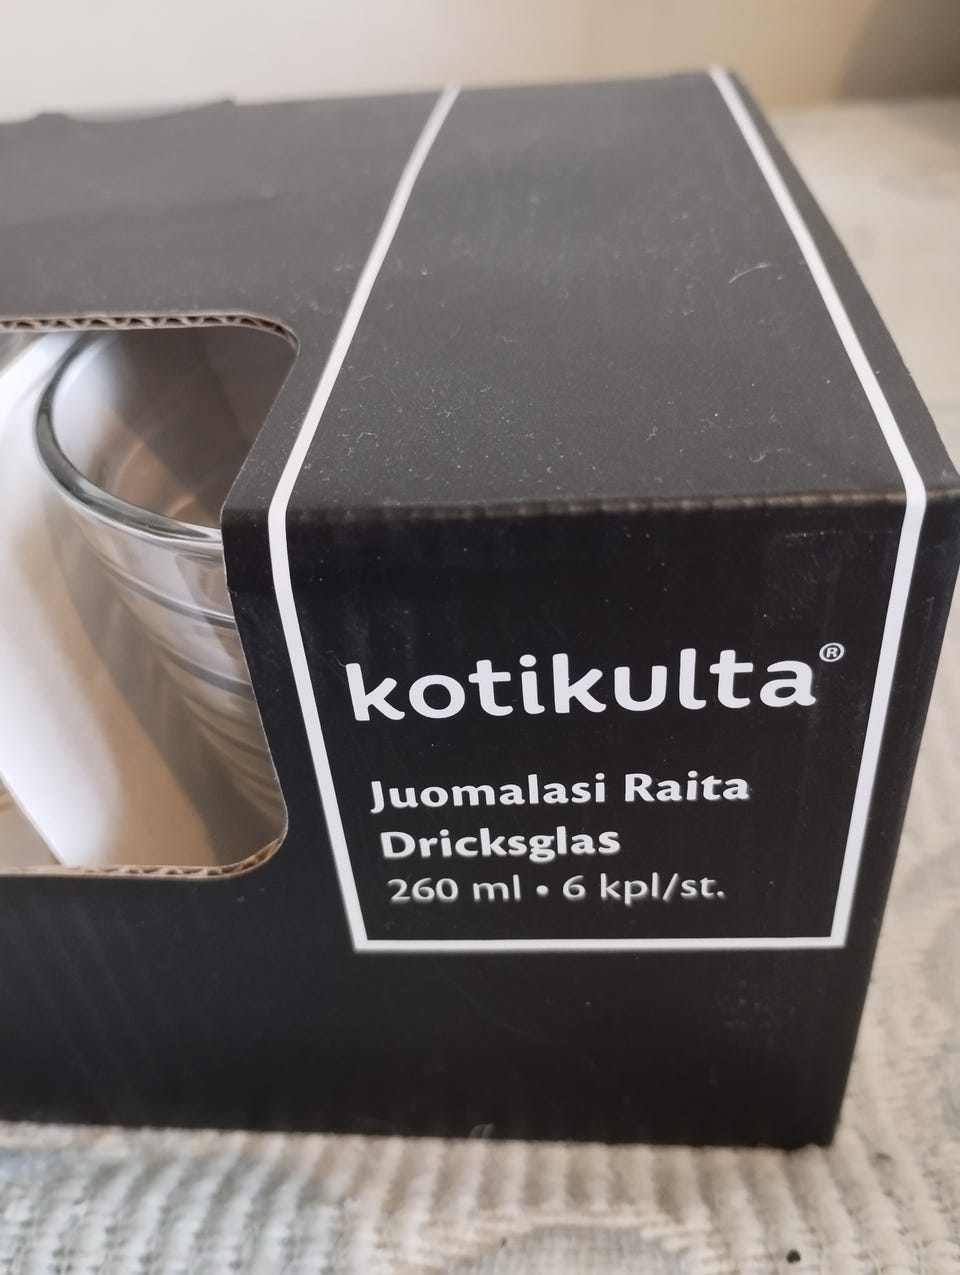 kotikulta®
Juomalasi Raita
Dricksglas
260 ml • 6 kpl/st.